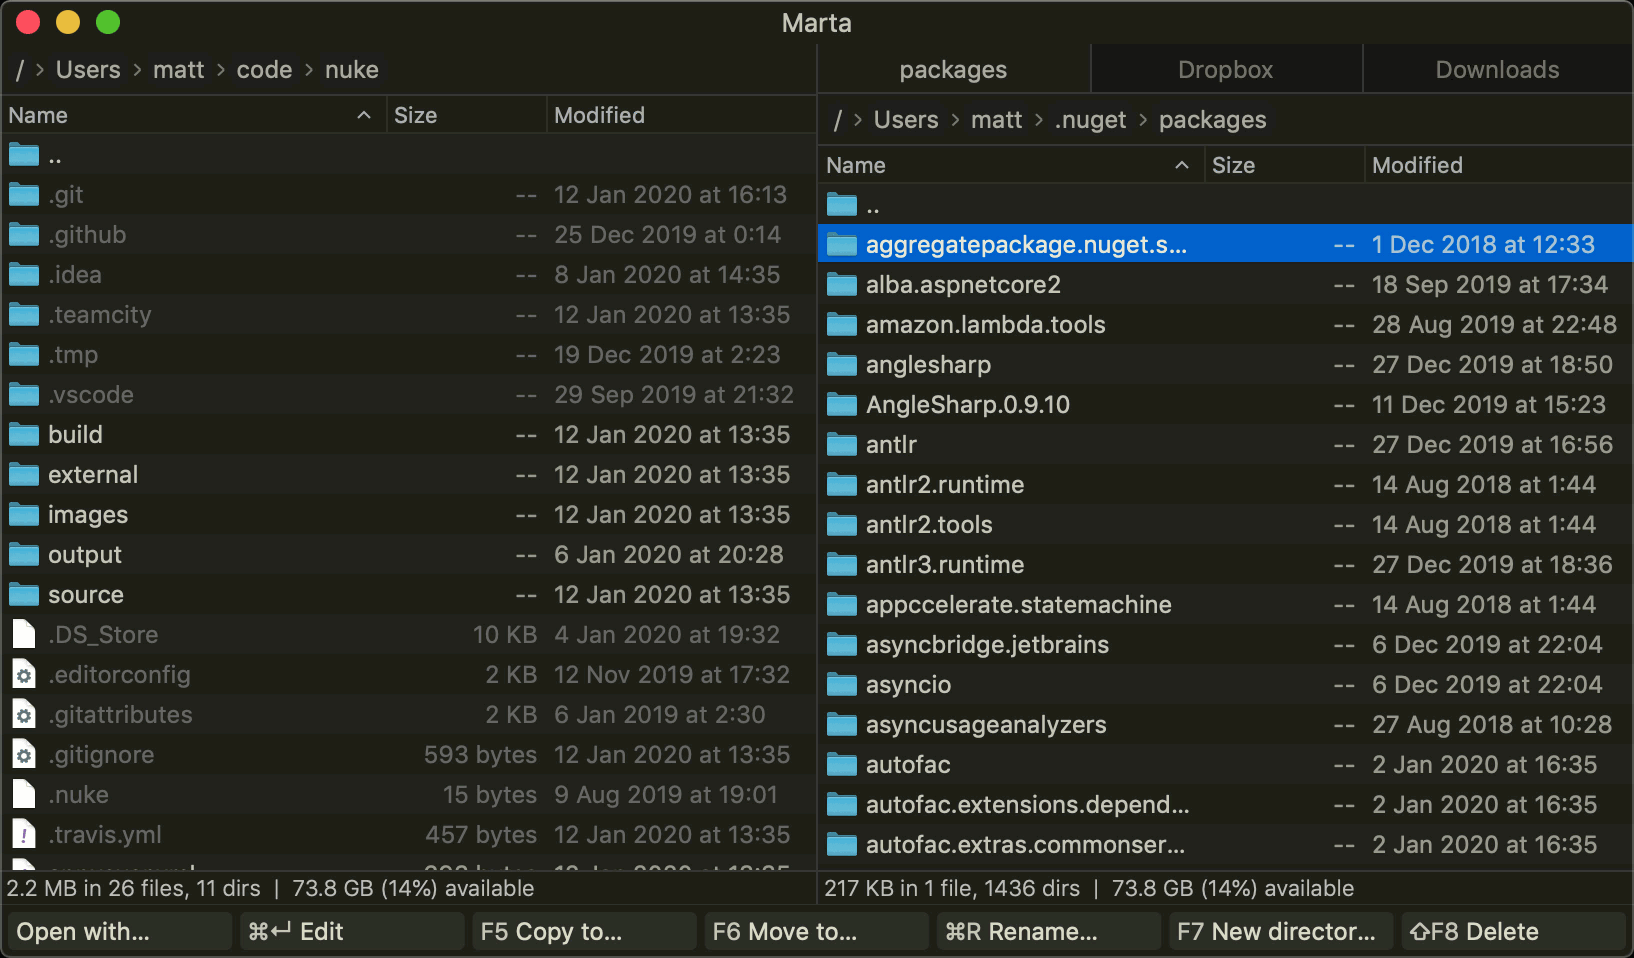 Marta
/ > Users > matt > code > nuke
Name Size Modified
..
.git -- 12 Jan 2020 at 16:13
.github -- 25 Dec 2019 at 0:14
.idea -- 8 Jan 2020 at 14:35
.teamcity -- 12 Jan 2020 at 13:35
.tmp -- 19 Dec 2019 at 2:23
.vscode -- 29 Sep 2019 at 21:32
build -- 12 Jan 2020 at 13:35
external -- 12 Jan 2020 at 13:35
images -- 12 Jan 2020 at 13:35
output -- 6 Jan 2020 at 20:28
source -- 12 Jan 2020 at 13:35
.DS_Store 10 KB 4 Jan 2020 at 19:32
.editorconfig 2 KB 12 Nov 2019 at 17:32
.gitattributes 2 KB 6 Jan 2019 at 2:30
.gitignore 593 bytes 12 Jan 2020 at 13:35
.nuke 15 bytes 9 Aug 2019 at 19:01
.travis.yml 457 bytes 12 Jan 2020 at 13:35
2.2 MB in 26 files, 11 dirs | 73.8 GB (14%) available
packages Dropbox Downloads
/ > Users > matt > .nuget > packages
Name Size Modified
..
aggregatepackage.nuget.s... -- 1 Dec 2018 at 12:33
alba.aspnetcore2 -- 18 Sep 2019 at 17:34
amazon.lambda.tools -- 28 Aug 2019 at 22:48
anglesharp -- 27 Dec 2019 at 18:50
AngleSharp.0.9.10 -- 11 Dec 2019 at 15:23
antlr -- 27 Dec 2019 at 16:56
antlr2.runtime -- 14 Aug 2018 at 1:44
antlr2.tools -- 14 Aug 2018 at 1:44
antlr3.runtime -- 27 Dec 2019 at 18:36
appccelerate.statemachine -- 14 Aug 2018 at 1:44
asyncbridge.jetbrains -- 6 Dec 2019 at 22:04
asyncio -- 6 Dec 2019 at 22:04
asyncusageanalyzers -- 27 Aug 2018 at 10:28
autofac -- 2 Jan 2020 at 16:35
autofac.extensions.depend... -- 2 Jan 2020 at 16:35
autofac.extras.commonser... -- 2 Jan 2020 at 16:35
217 KB in 1 file, 1436 dirs | 73.8 GB (14%) available
Open with... ⌘↩ Edit F5 Copy to... F6 Move to... ⌘R Rename... F7 New director... ⇧F8 Delete